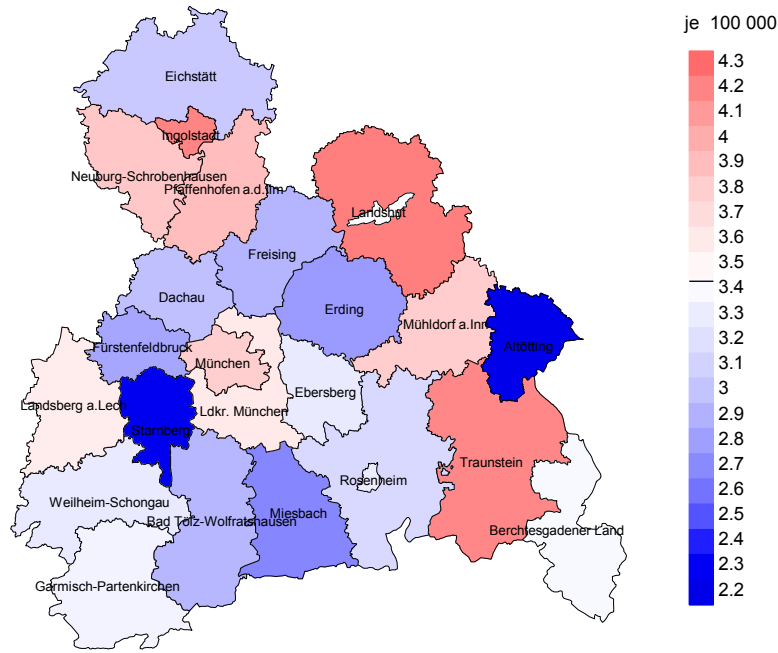 je 100 000
4.3
4.2
4.1
4
3.9
3.8
3.7
3.6
3.5
3.4
3.3
3.2
3.1
3
2.9
2.8
2.7
2.6
2.5
2.4
2.3
2.2
Eichstätt
Ingolstadt
Neuburg-Schrobenhausen
Pfaffenhofen a.d.Ilm
Landshut
Freising
Dachau
Erding
Mühldorf a.Inn
Altötting
Fürstenfeldbruck
München
Ebersberg
Landsberg a.Lech
Ldkr. München
Starnberg
Traunstein
Rosenheim
Weilheim-Schongau
Bad Tölz-Wolfratshausen
Miesbach
Berchtesgadener Land
Garmisch-Partenkirchen